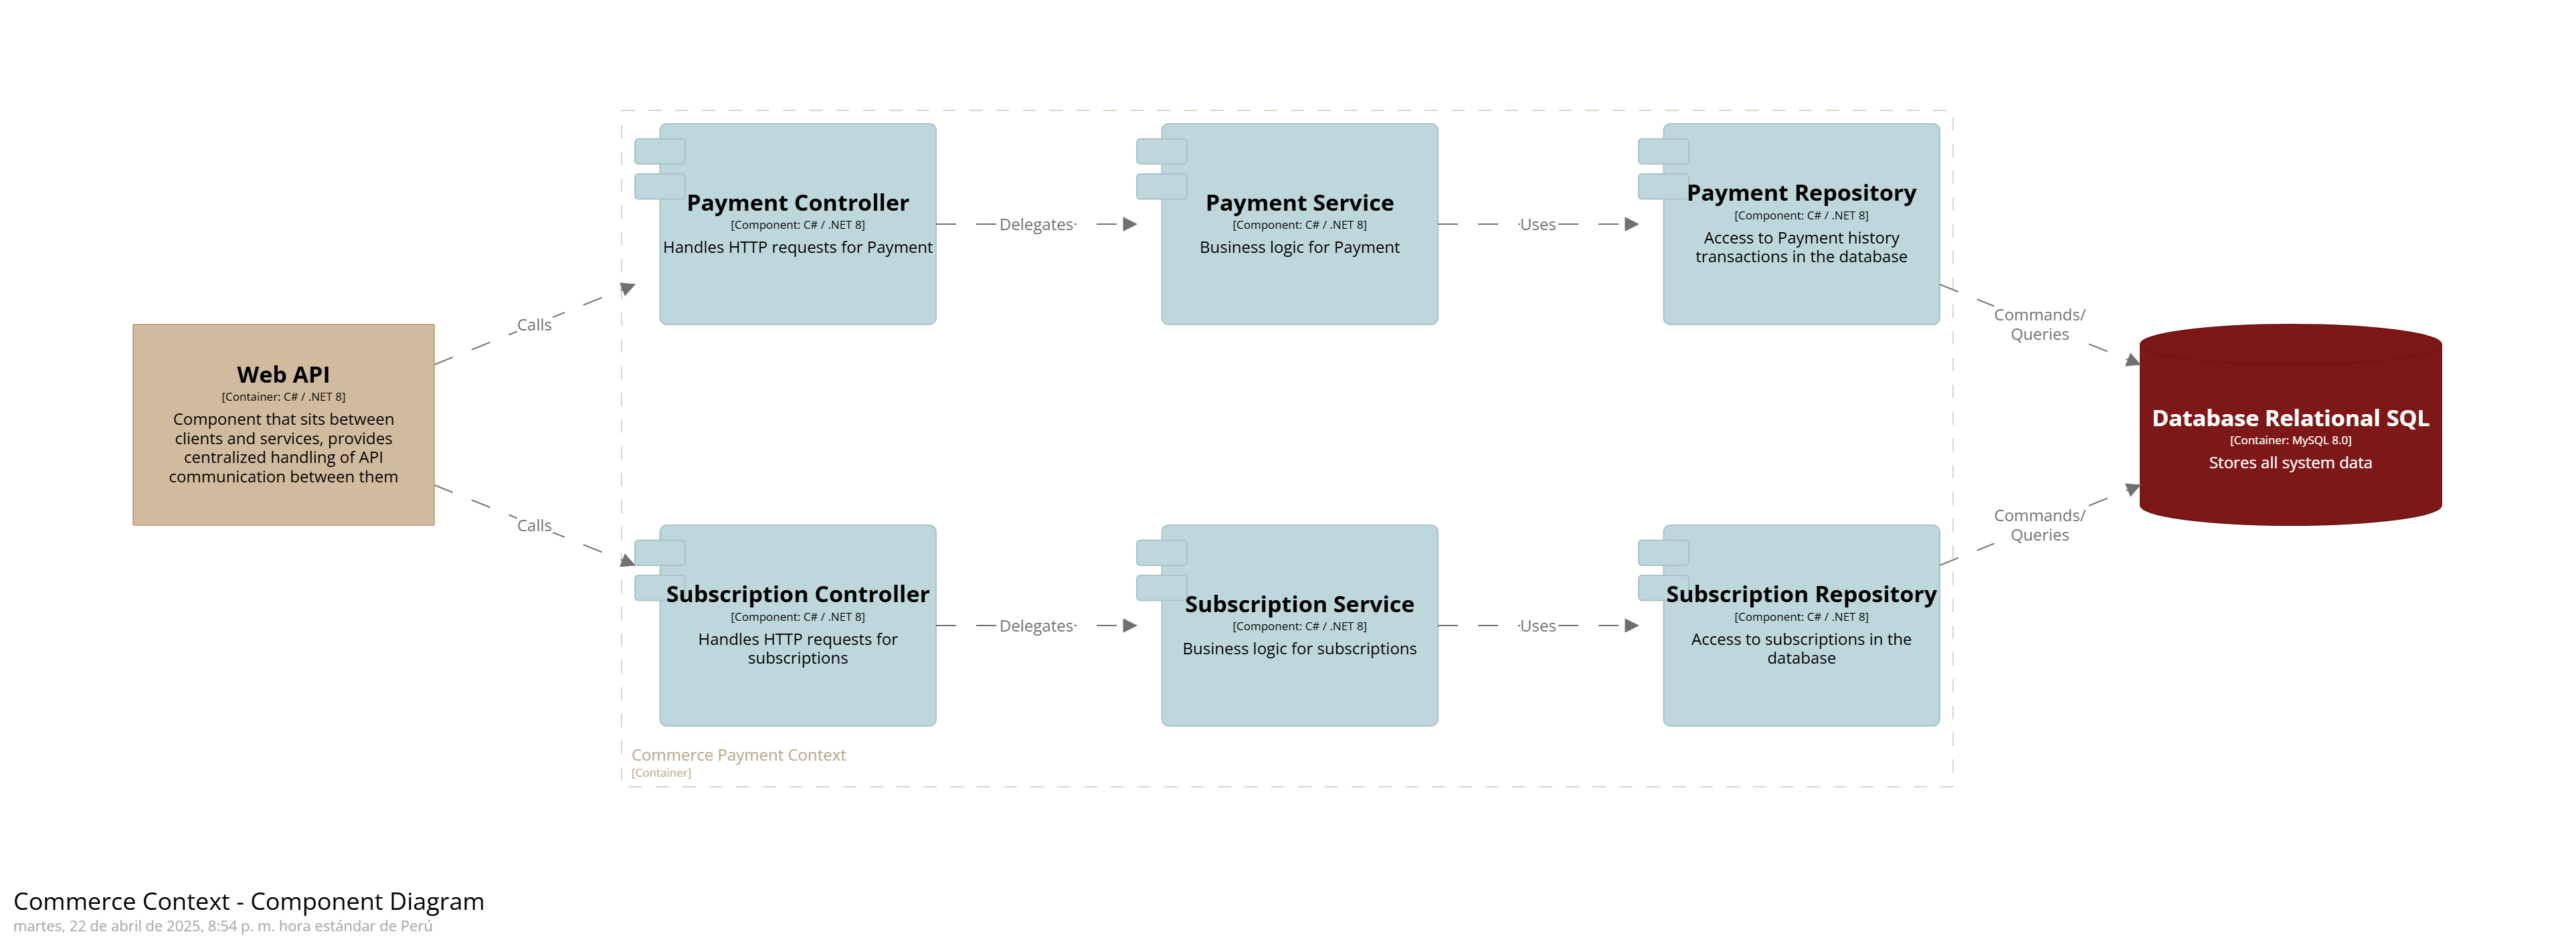 Payment Controller
[Component: C# / .NET 8]
Handles HTTP requests for Payment
Delegates
Payment Service
[Component: C# / .NET 8]
Business logic for Payment
Uses
Payment Repository
[Component: C# / .NET 8]
Access to Payment history
transactions in the database
Calls
Commands/
Queries
Web API
[Container: C# / .NET 8]
Component that sits between
clients and services, provides
centralized handling of API
communication between them
Database Relational SQL
[Container: MySQL 8.0]
Stores all system data
Calls
Commands/
Queries
Subscription Controller
[Component: C# / .NET 8]
Handles HTTP requests for
subscriptions
Delegates
Subscription Service
[Component: C# / .NET 8]
Business logic for subscriptions
Uses
Subscription Repository
[Component: C# / .NET 8]
Access to subscriptions in the
database
Commerce Payment Context
[Container]
Commerce Context - Component Diagram
martes, 22 de abril de 2025, 8:54 p. m. hora estándar de Perú